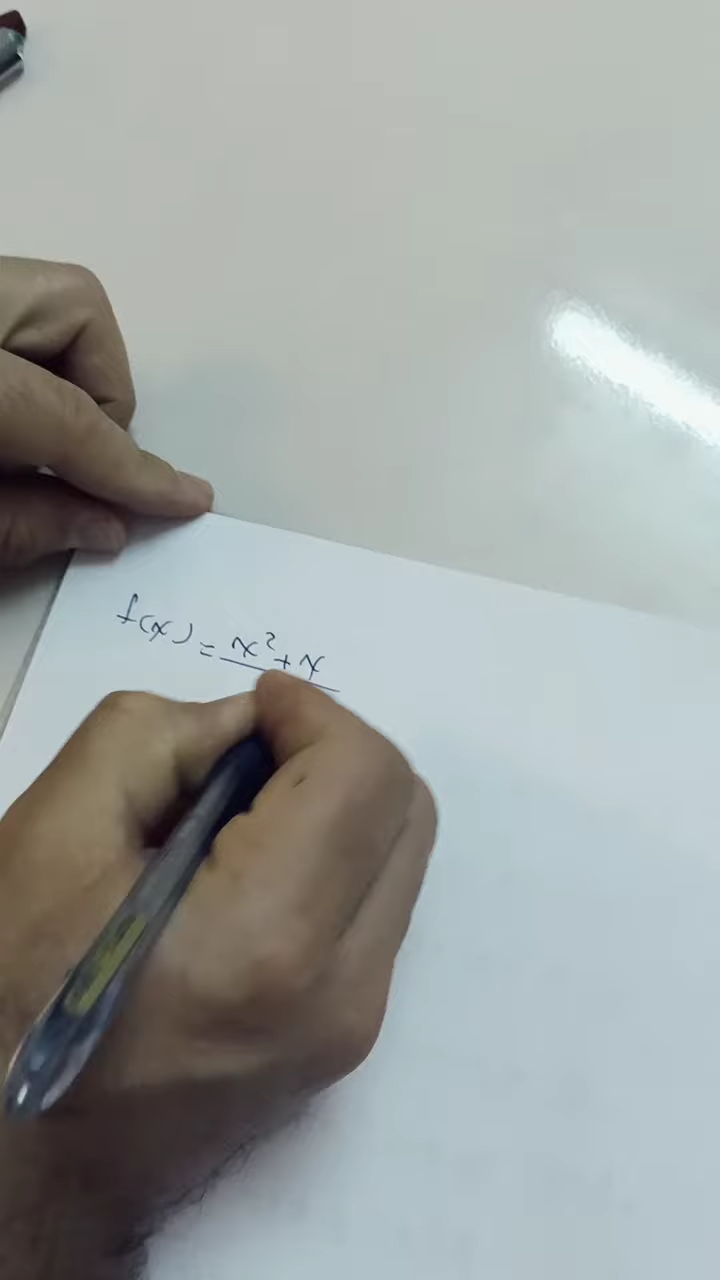 f(x) = x² + x